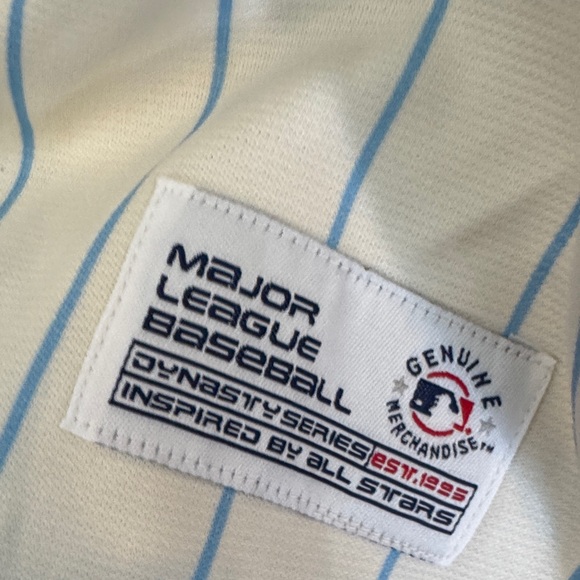 MaJOR
LEaGUE
BaSEBaLL
DYNASTY SERIES EST.1995
INSPIRED BY aLL STARS
GENUINE
MERCHANDISE™